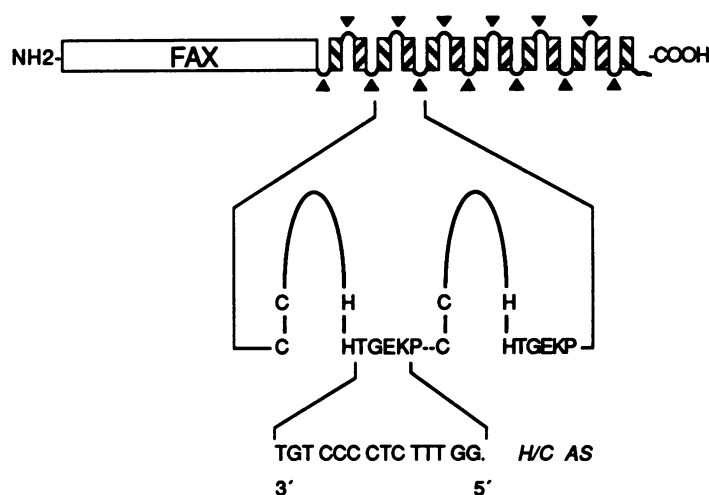 NH2- FAX -COOH
C H C H
C HTGEKP--C HTGEKP
TGT CCC CTC TTT GG. H/C AS
3´ 5´